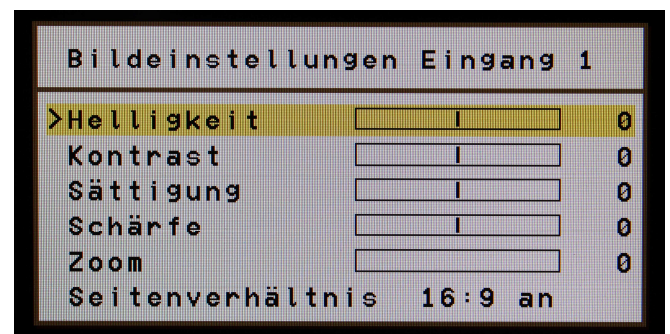 Bildeinstellungen Eingang 1
>Helligkeit 0
Kontrast 0
Sättigung 0
Schärfe 0
Zoom 0
Seitenverhältnis 16:9 an